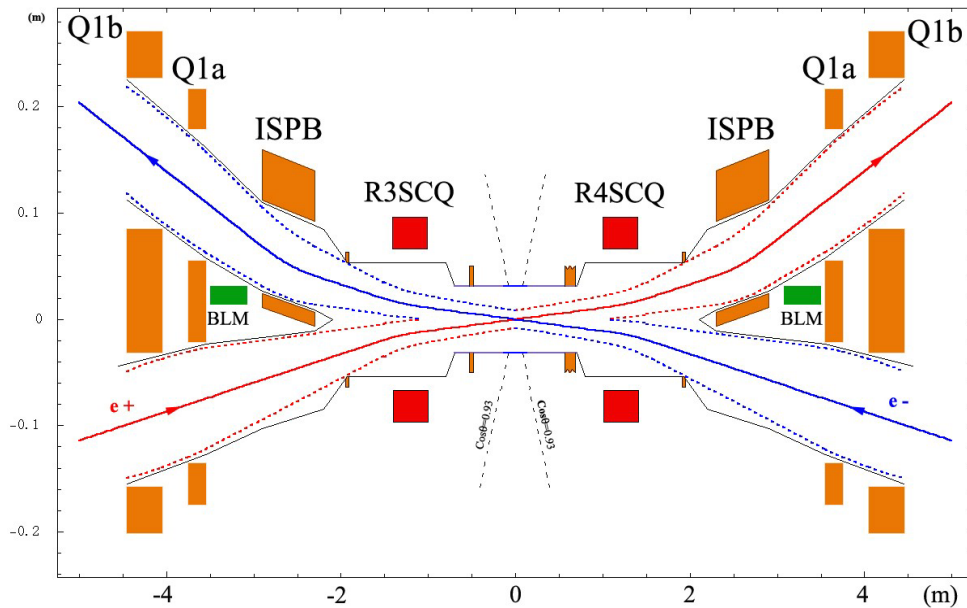 (m)
Q1b
Q1b
Q1a
Q1a
0.2
ISPB
ISPB
R3SCQ
R4SCQ
0.1
BLM
BLM
0
e +
e -
-0.1
Cosθ=0.93
Cosθ=0.93
-0.2
-4
-2
0
2
4
(m)